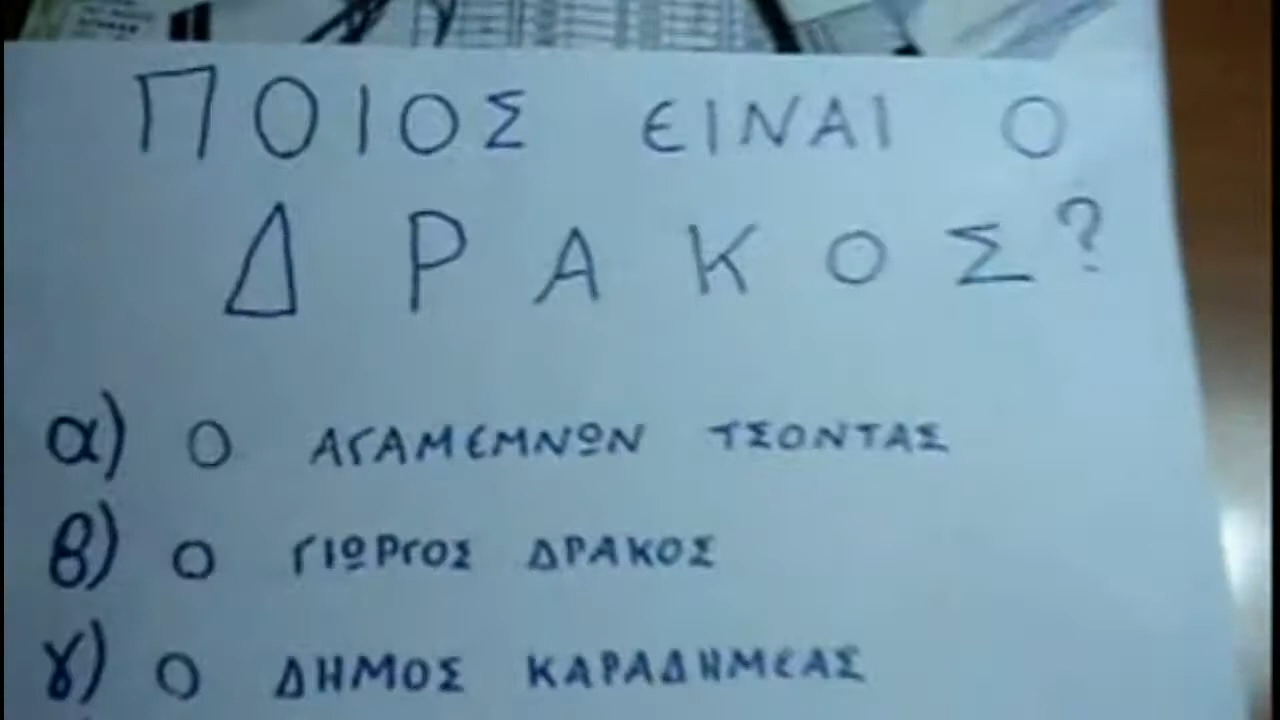 ΠΟΙΟΣ ΕΙΝΑΙ Ο
ΔΡΑΚΟΣ?
α) Ο ΑΓΑΜΕΜΝΩΝ ΤΣΟΝΤΑΣ
β) Ο ΓΙΩΡΓΟΣ ΔΡΑΚΟΣ
γ) Ο ΔΗΜΟΣ ΚΑΡΑΔΗΜΕΑΣ